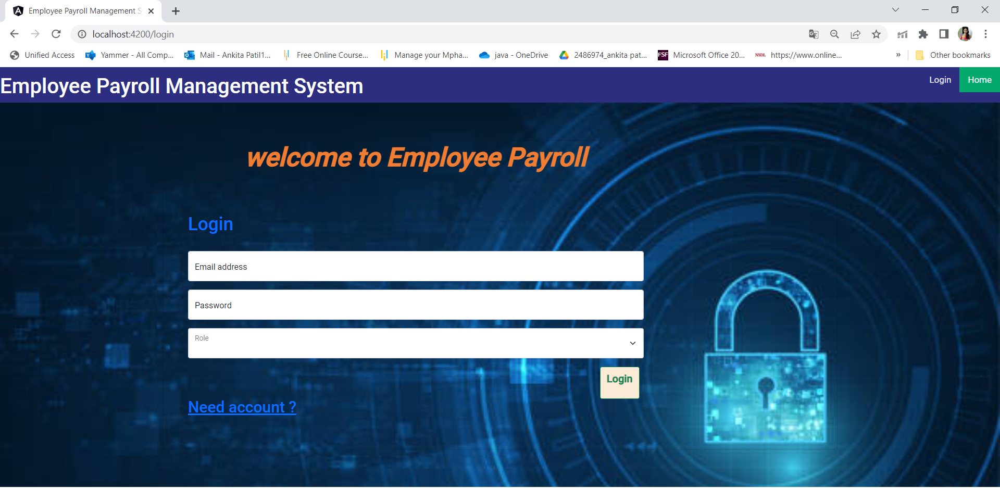 Employee Payroll Management S
localhost:4200/login
Unified Access
Yammer - All Comp...
Mail - Ankita Patil1...
Free Online Course...
Manage your Mpha...
java - OneDrive
2486974_ankita pat...
FSF
Microsoft Office 20...
NSDL
https://www.online...
»
Other bookmarks
Employee Payroll Management System
Login
Home
welcome to Employee Payroll
Login
Email address
Password
Role
Login
Need account ?